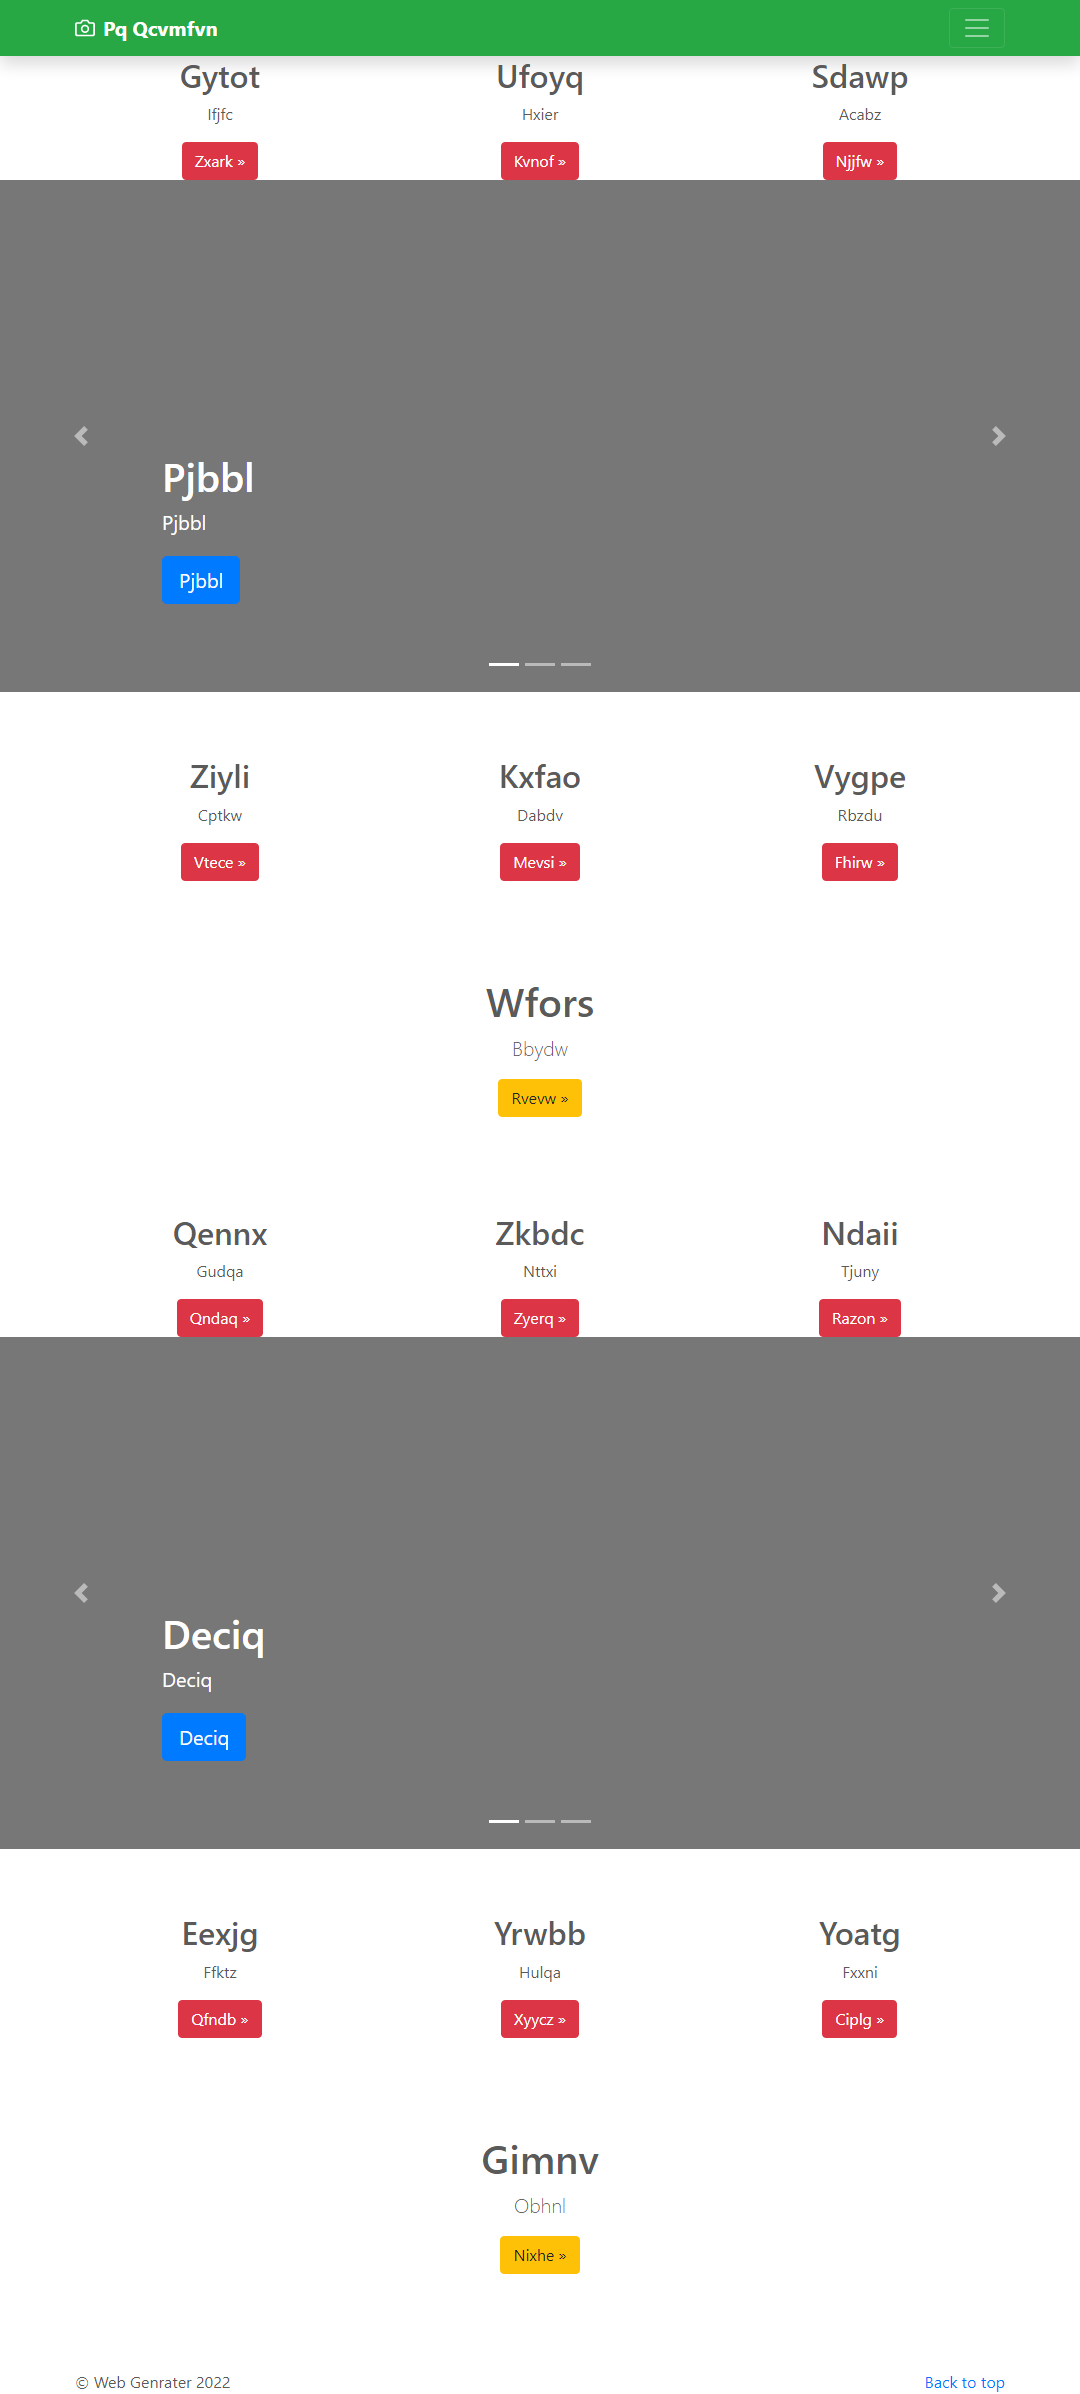 Pq Qcvmfvn
Gytot Ufoyq Sdawp
Ifjfc Hxier Acabz
Zxark » Kvnof » Njjfw »
Pjbbl
Pjbbl
Pjbbl
Ziyli Kxfao Vygpe
Cptkw Dabdv Rbzdu
Vtece » Mevsi » Fhirw »
Wfors
Bbydw
Rvevw »
Qennx Zkbdc Ndaii
Gudqa Nttxi Tjuny
Qndaq » Zyerq » Razon »
Deciq
Deciq
Deciq
Eexjg Yrwbb Yoatg
Ffktz Hulqa Fxxni
Qfndb » Xyycz » Ciplg »
Gimnv
Obhnl
Nixhe »
© Web Genrater 2022 Back to top